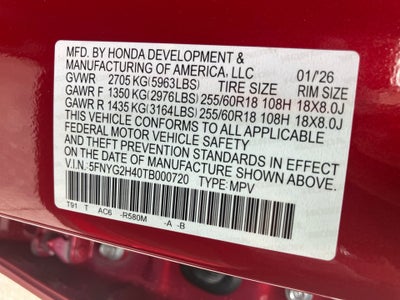 MFD. BY HONDA DEVELOPMENT &
MANUFACTURING OF AMERICA, LLC 01/'26
GVWR 2705 KG(5963LBS) TIRE SIZE RIM SIZE
GAWR F 1350 KG(2976LBS) 255/60R18 108H 18X8.0J
GAWR R 1435 KG(3164LBS) 255/60R18 108H 18X8.0J
THIS VEHICLE CONFORMS TO ALL APPLICABLE
FEDERAL MOTOR VEHICLE SAFETY
AND THEFT PREVENTION STANDARDS IN EFFECT
ON THE DATE OF MANUFACTURE SHOWN ABOVE.
V.I.N. 5FNYG2H40TB000720 TYPE: MPV
T91 T AC6 -R580M -A -B